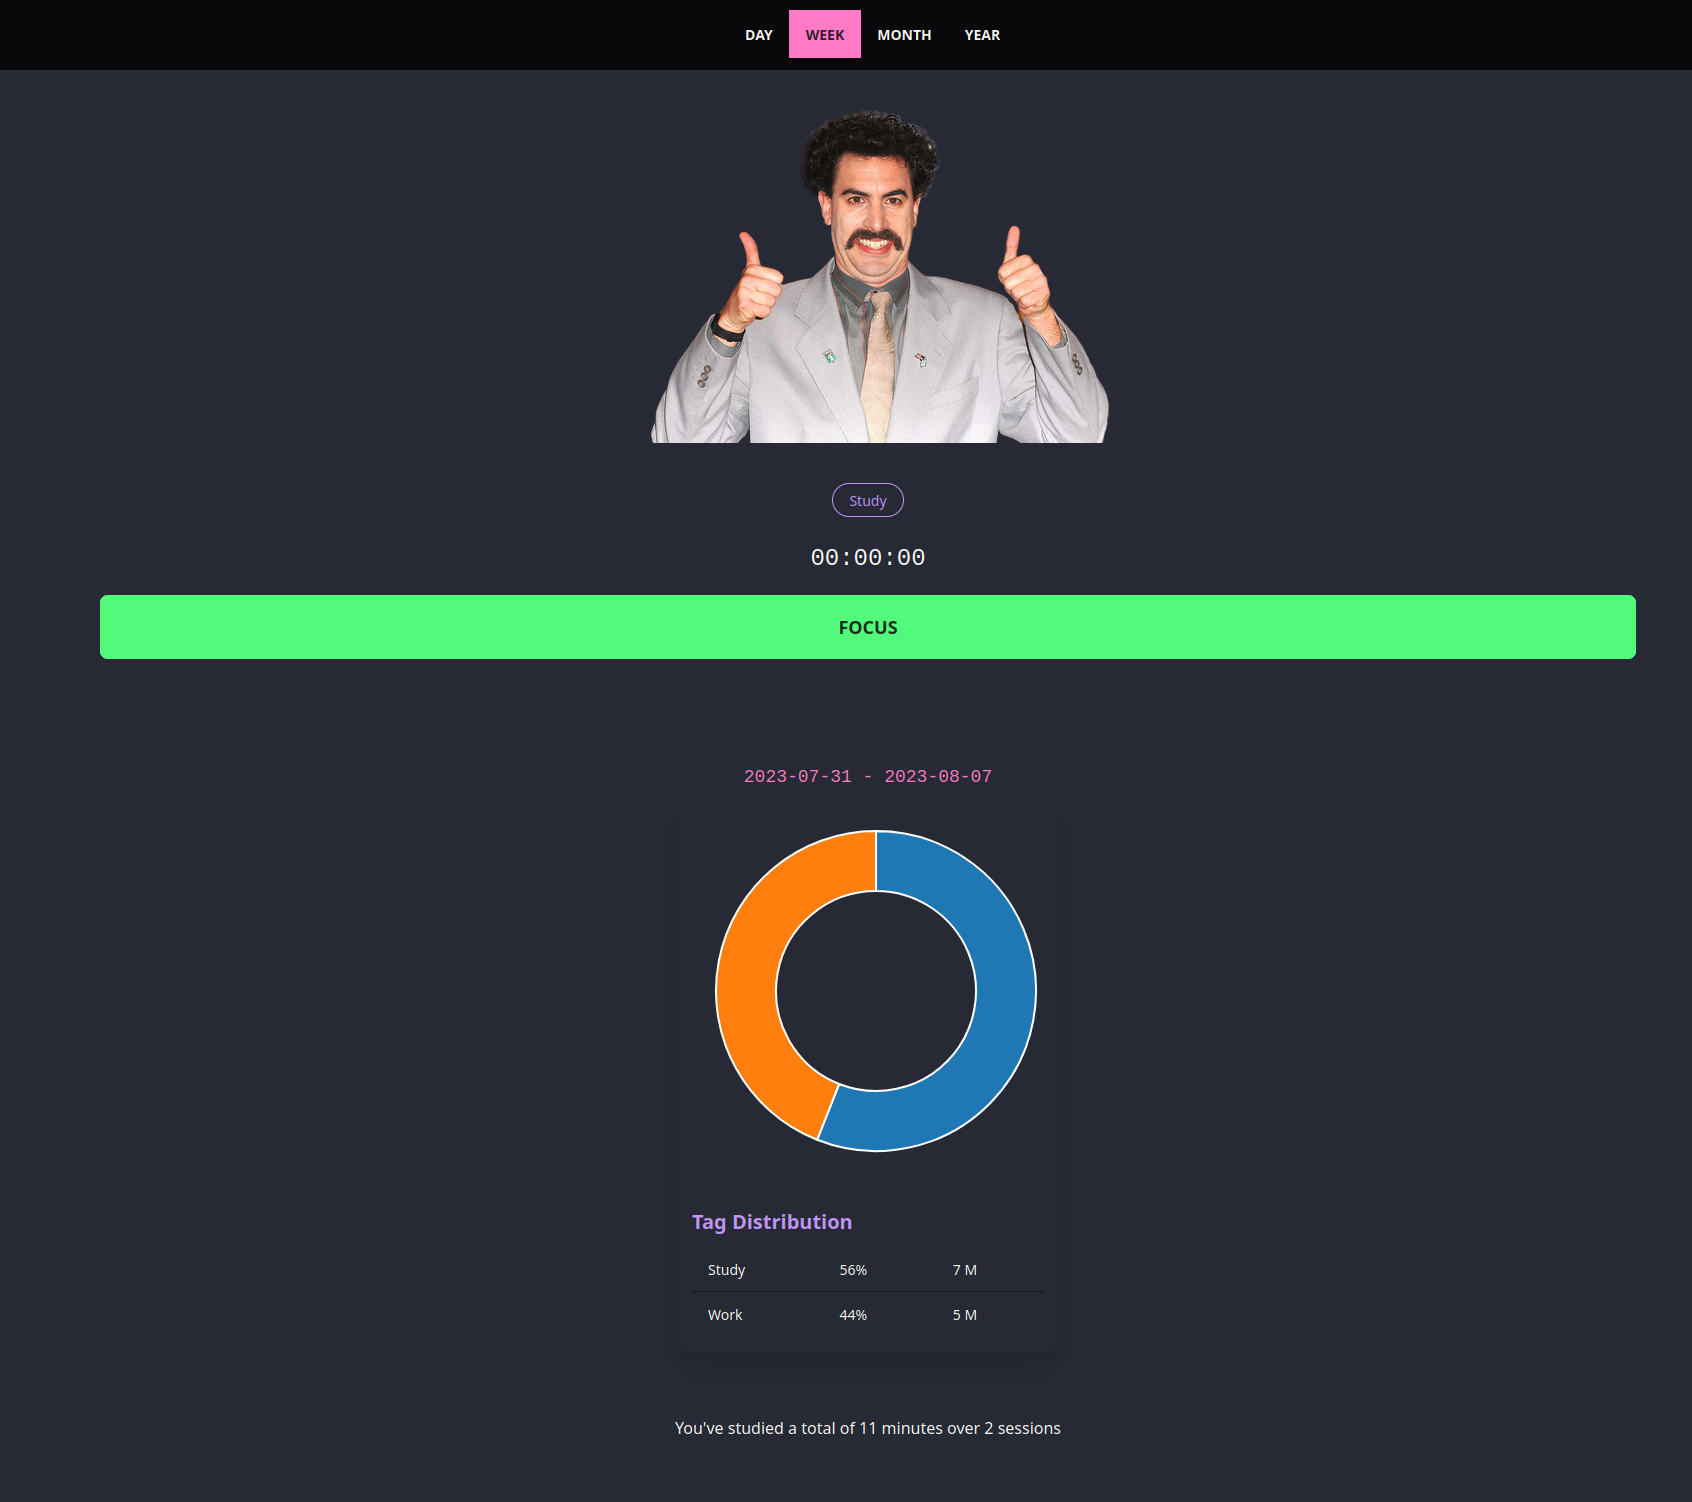 DAY WEEK MONTH YEAR
Study
00:00:00
FOCUS
2023-07-31 - 2023-08-07
Tag Distribution
Study 56% 7 M
Work 44% 5 M
You've studied a total of 11 minutes over 2 sessions